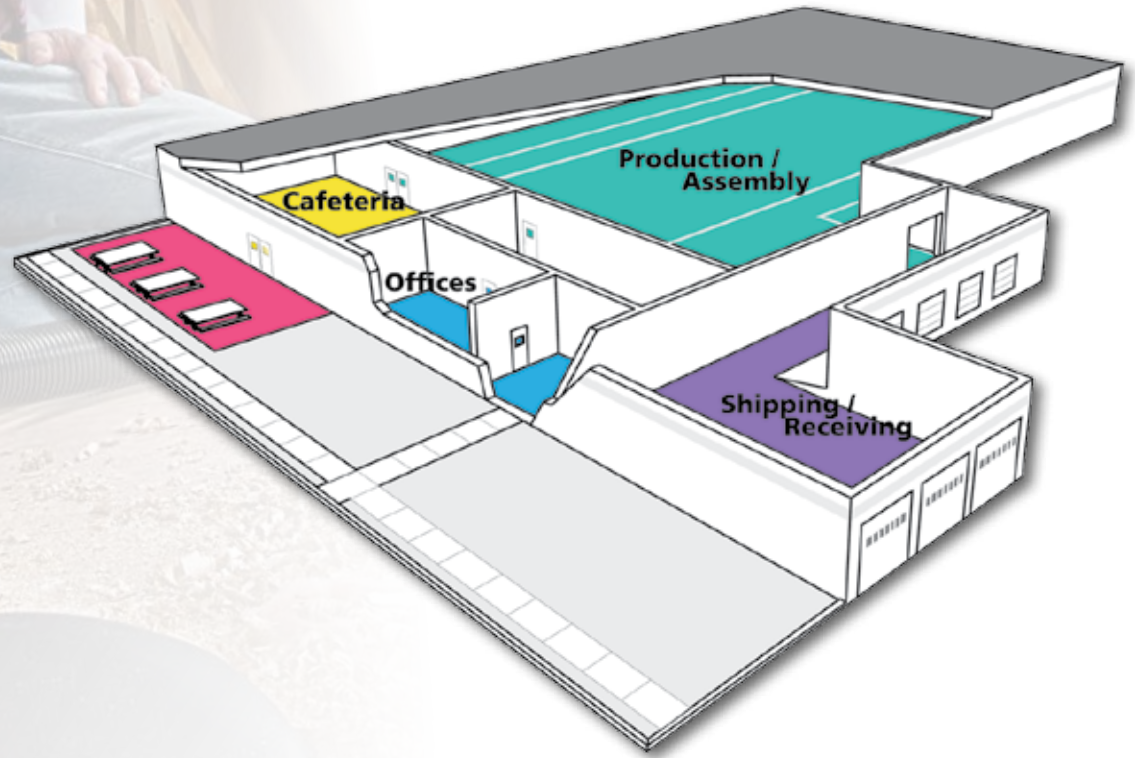 Production /
Assembly
Cafeteria
Offices
Shipping /
Receiving